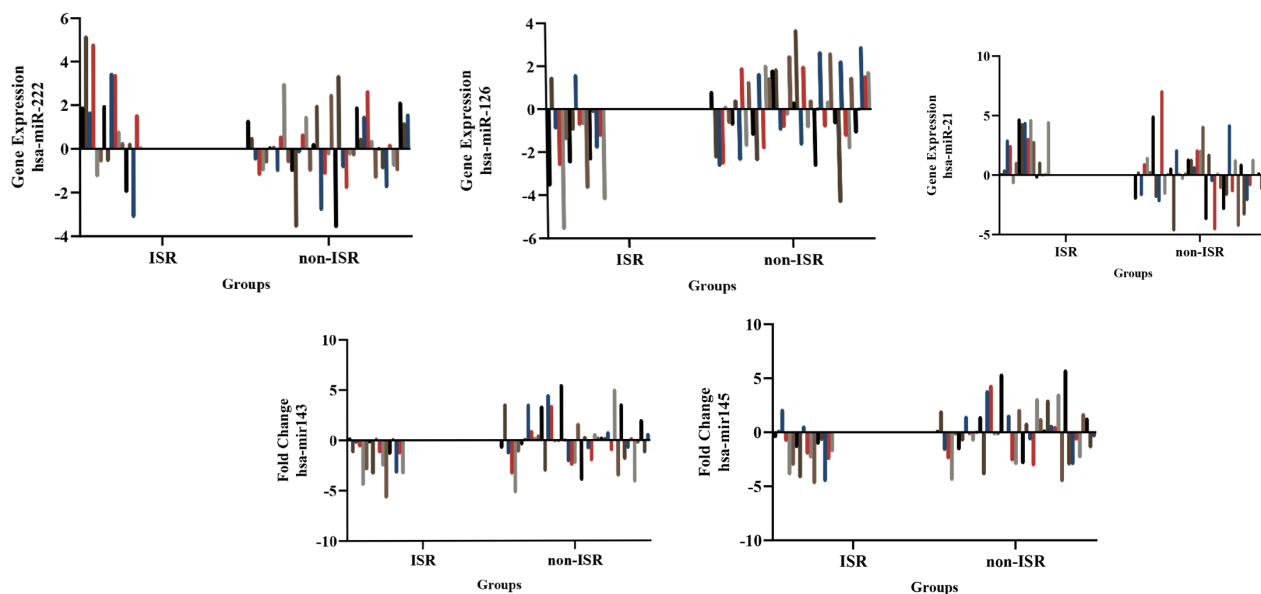 Gene Expression
hsa-miR-222
6
4
2
0
-2
-4
ISR
non-ISR
Groups
Gene Expression
hsa-miR-126
4
2
0
-2
-4
-6
ISR
non-ISR
Groups
Gene Expression
hsa-miR-21
10
5
0
-5
ISR
non-ISR
Groups
Fold Change
hsa-mir143
10
5
0
-5
-10
ISR
non-ISR
Groups
Fold Change
hsa-mir145
10
5
0
-5
-10
ISR
non-ISR
Groups